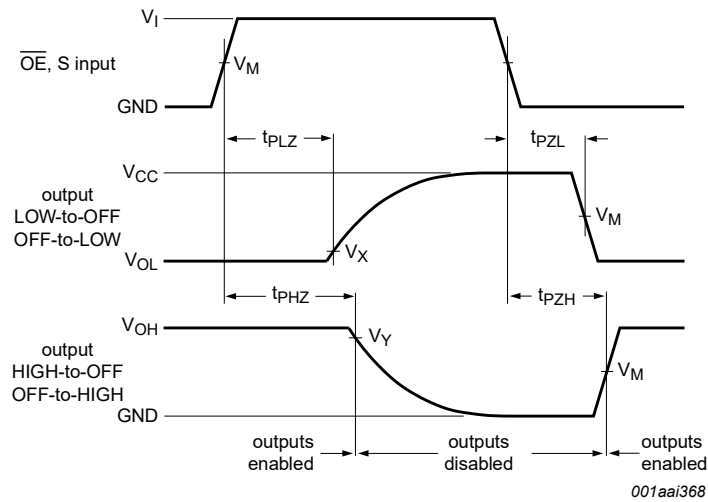 V_I
O̅E̅, S input
V_M
GND
t_PLZ
t_PZL
V_CC
output
LOW-to-OFF
OFF-to-LOW
V_M
V_X
V_OL
t_PHZ
t_PZH
V_OH
V_Y
output
HIGH-to-OFF
OFF-to-HIGH
V_M
GND
outputs
enabled
outputs
disabled
outputs
enabled
001aai368